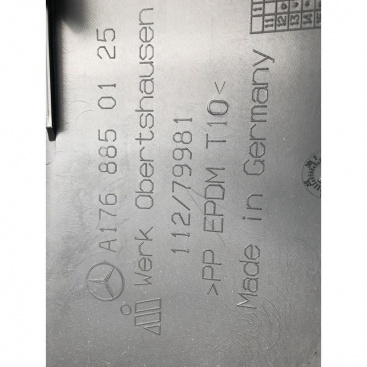 A176 885 01 25
Werk Obertshausen
112/79981
>PP EPDM T10<
Made in Germany